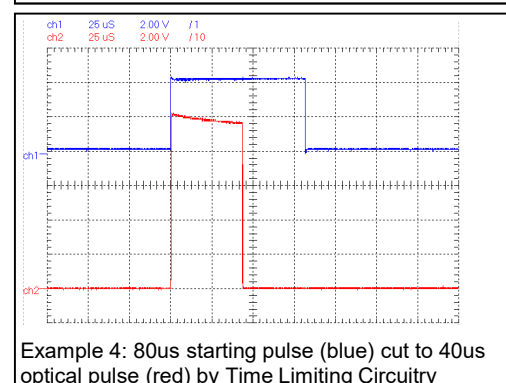 ch1 25 uS 2.00 V / 1
ch2 25 uS 2.00 V / 10
ch1
ch2
Example 4: 80us starting pulse (blue) cut to 40us
optical pulse (red) by Time Limiting Circuitry